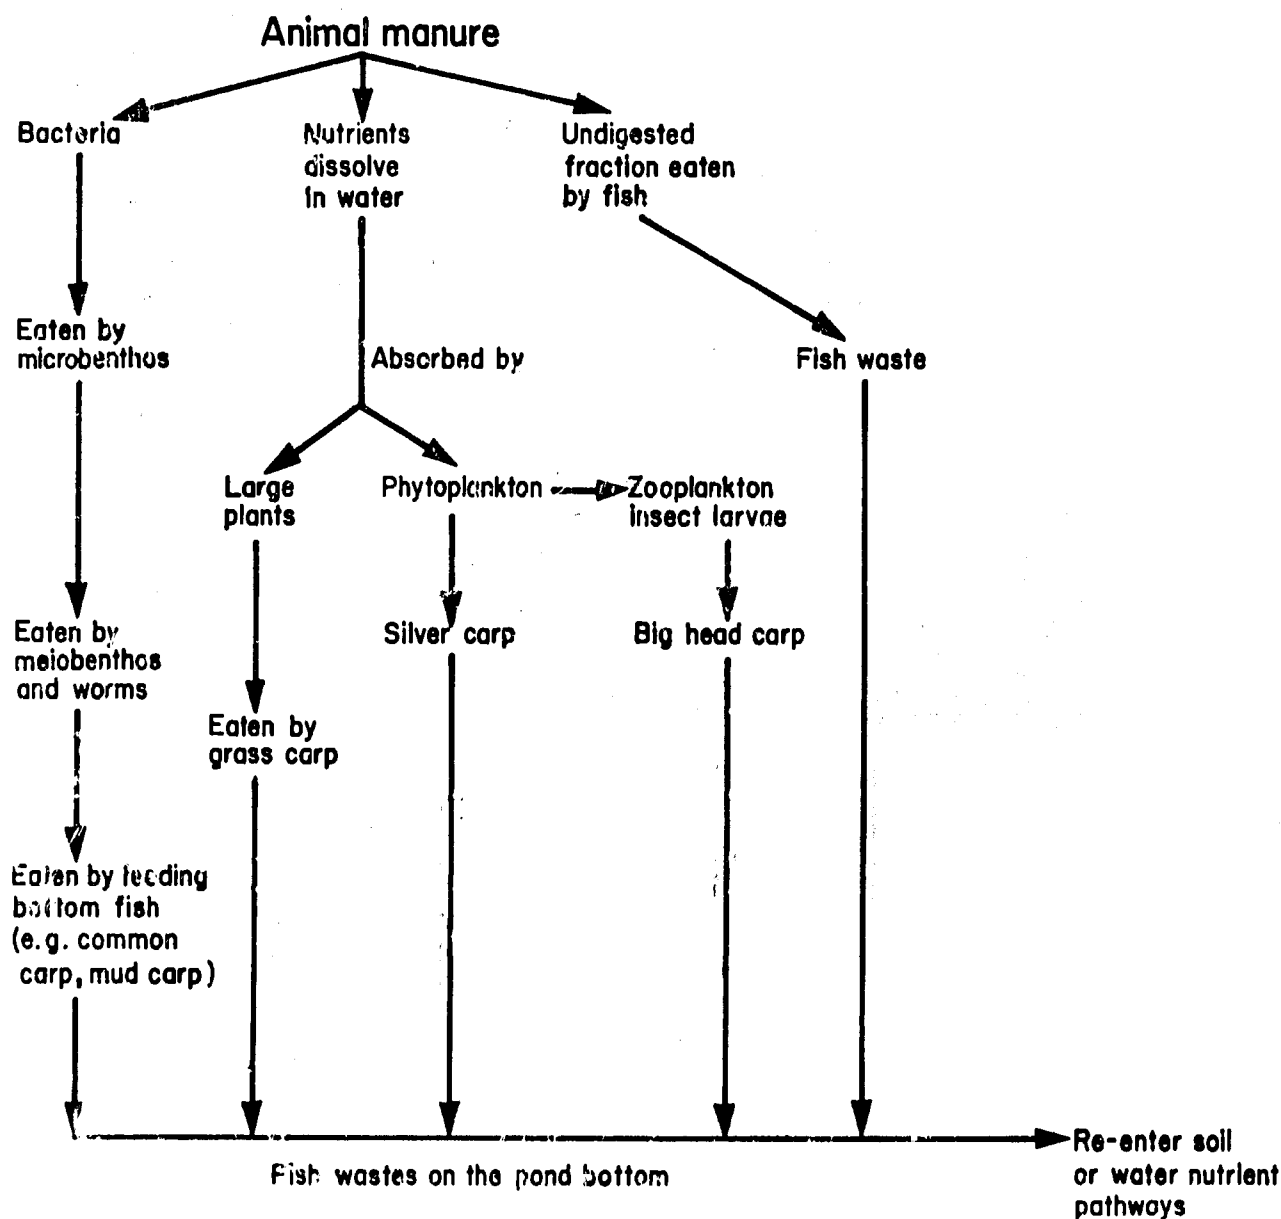 Animal manure
Bacteria
Nutrients
dissolve
in water
Undigested
fraction eaten
by fish
Eaten by
microbenthos
Absorbed by
Fish waste
Large
plants
Phytoplankton
Zooplankton
insect larvae
Eaten by
meiobenthos
and worms
Silver carp
Big head carp
Eaten by
grass carp
Eaten by feeding
bottom fish
(e.g. common
carp, mud carp)
Fish wastes on the pond bottom
Re-enter soil
or water nutrient
pathways